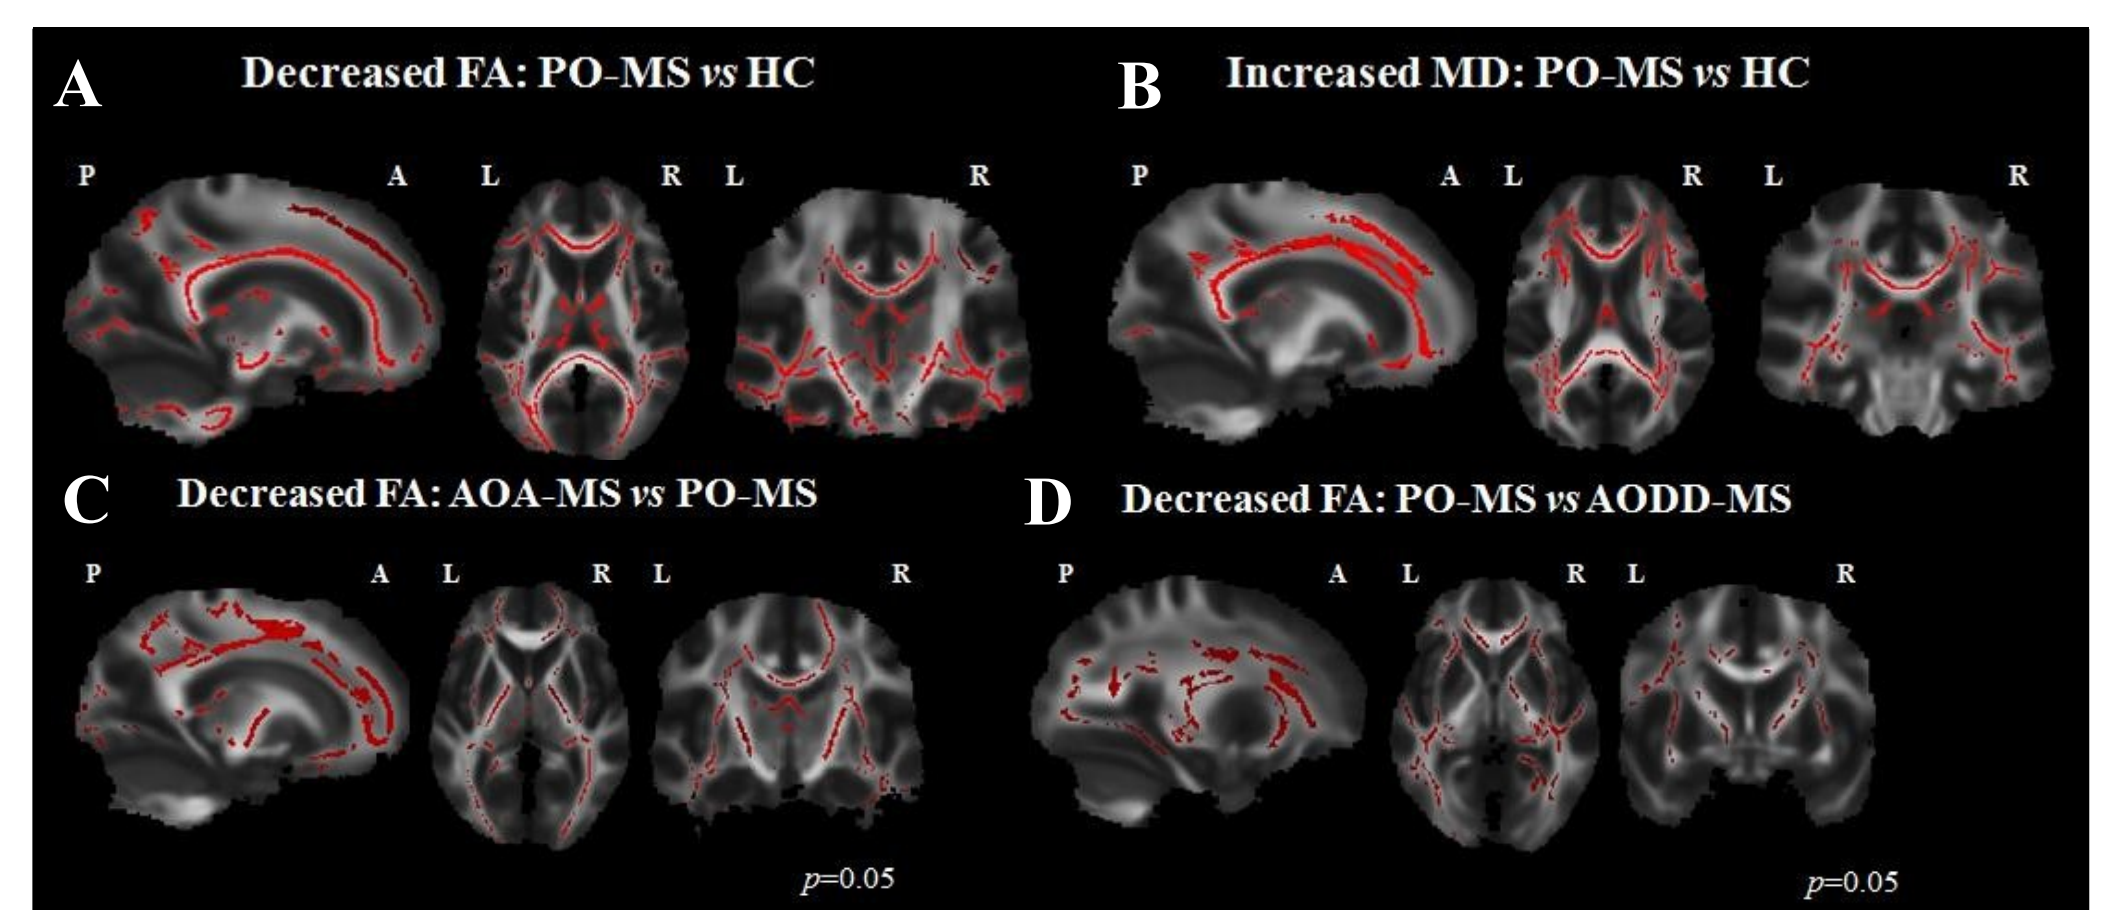 A
Decreased FA: PO-MS vs HC
B
Increased MD: PO-MS vs HC
P A L R L R
P A L R L R
C
Decreased FA: AOA-MS vs PO-MS
D
Decreased FA: PO-MS vs AODD-MS
P A L R L R
P A L R L R
p=0.05
p=0.05